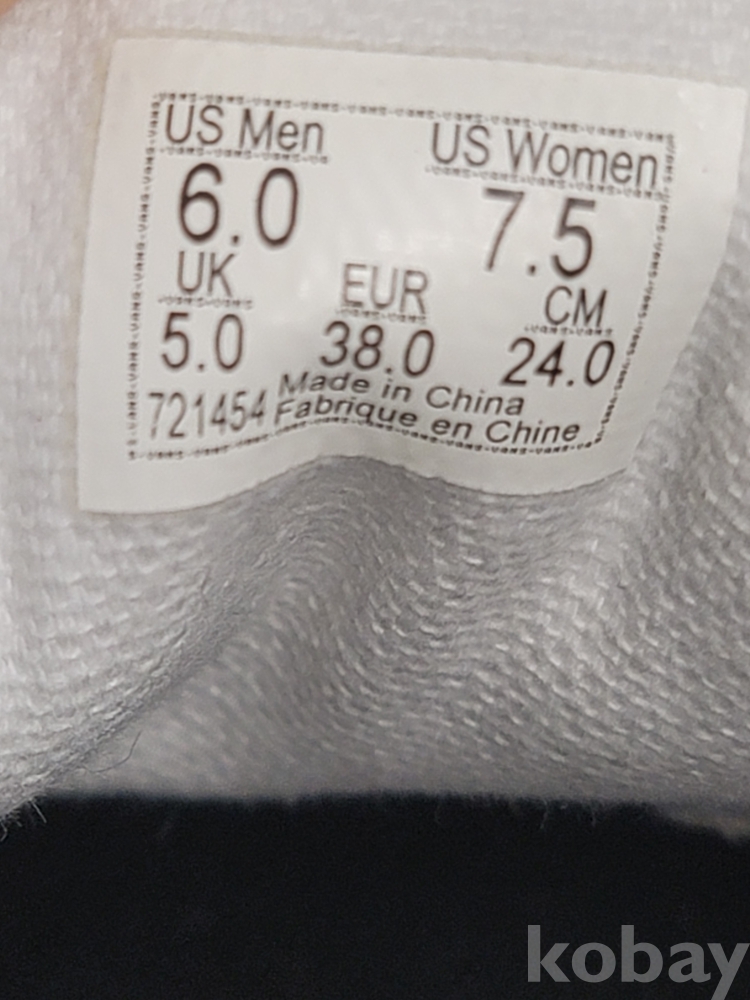 US Men US Women
6.0 7.5
UK EUR CM
5.0 38.0 24.0
721454 Made in China
Fabrique en Chine
kobay